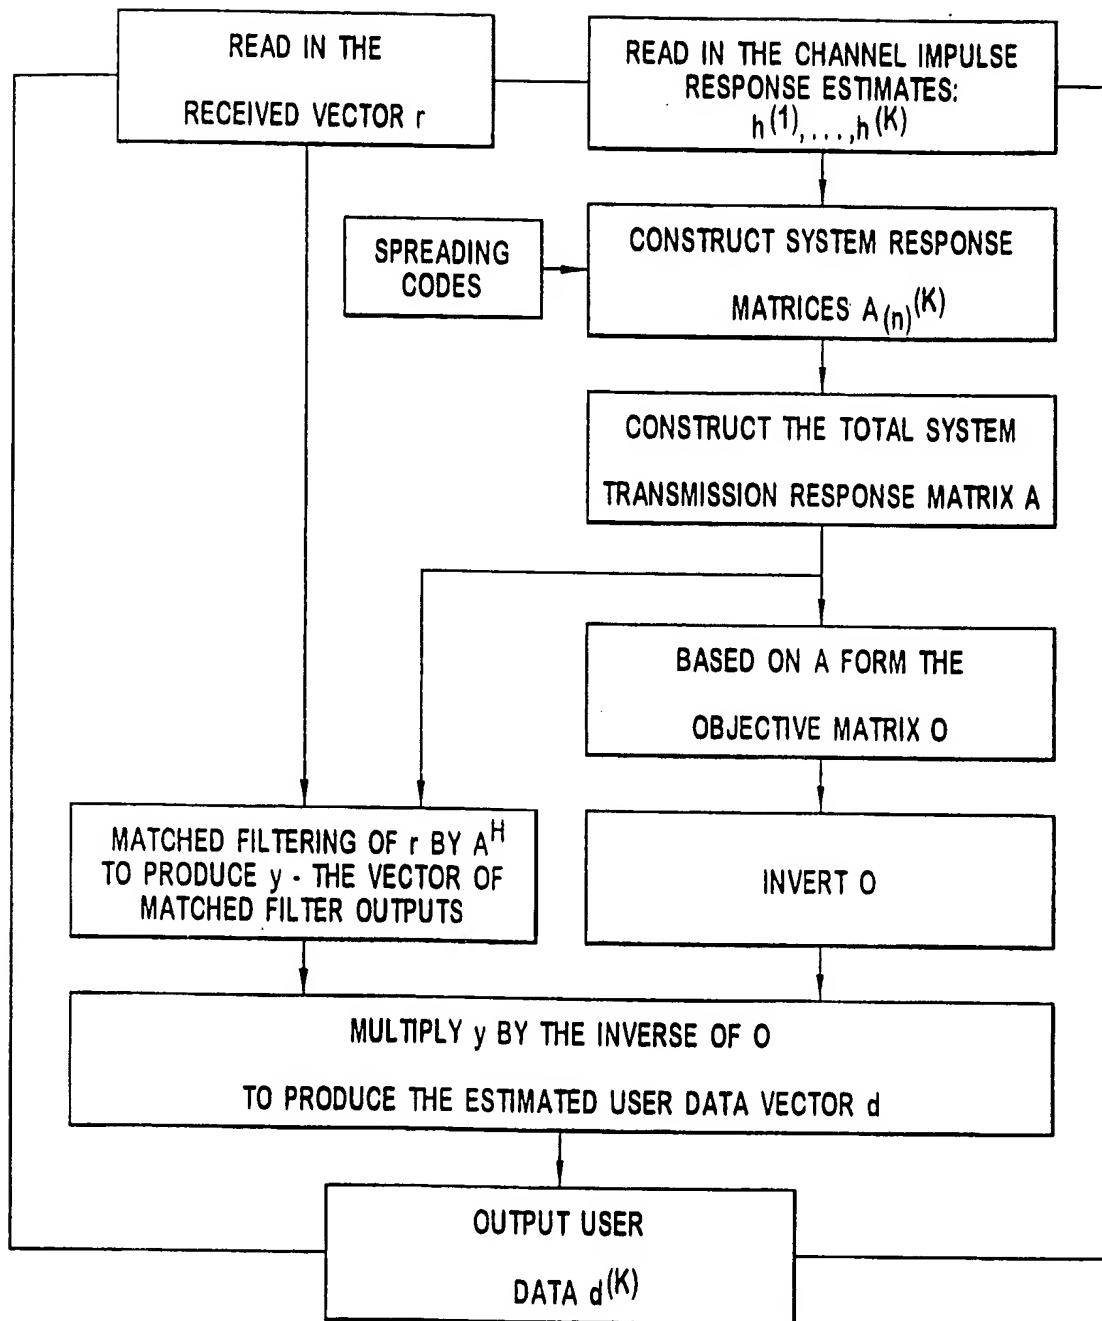 READ IN THE
RECEIVED VECTOR r
READ IN THE CHANNEL IMPULSE
RESPONSE ESTIMATES:
h(1),...,h(K)
SPREADING
CODES
CONSTRUCT SYSTEM RESPONSE
MATRICES A(n)(K)
CONSTRUCT THE TOTAL SYSTEM
TRANSMISSION RESPONSE MATRIX A
BASED ON A FORM THE
OBJECTIVE MATRIX O
MATCHED FILTERING OF r BY AH
TO PRODUCE y - THE VECTOR OF
MATCHED FILTER OUTPUTS
INVERT O
MULTIPLY y BY THE INVERSE OF O
TO PRODUCE THE ESTIMATED USER DATA VECTOR d
OUTPUT USER
DATA d(K)